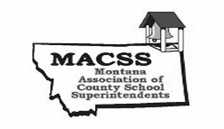 MACSS
Montana
Association of
County School
Superintendents